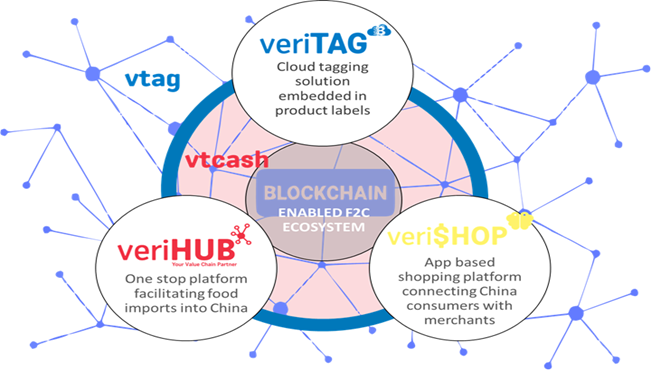 veriTAG
Cloud tagging
solution
embedded in
product labels
vtag
vtcash
BLOCKCHAIN
ENABLED F2C
ECOSYSTEM
veriHUB
Your Value Chain Partner
One stop platform
facilitating food
imports into China
veri$HOP
App based
shopping platform
connecting China
consumers with
merchants